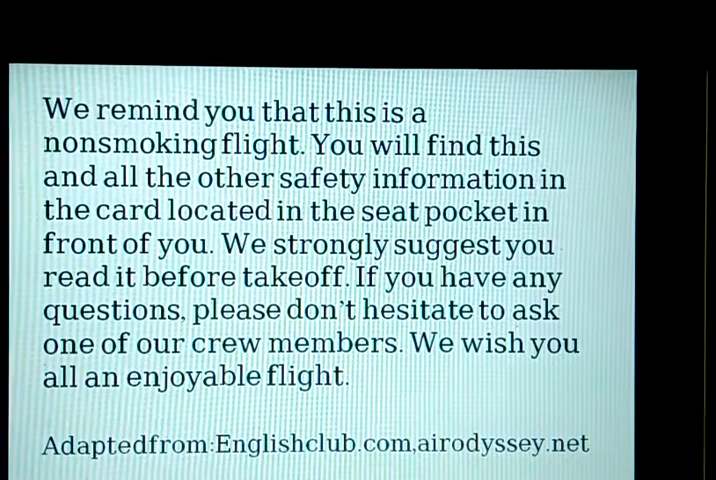 We remind you that this is a
nonsmoking flight. You will find this
and all the other safety information in
the card located in the seat pocket in
front of you. We strongly suggest you
read it before takeoff. If you have any
questions, please don't hesitate to ask
one of our crew members. We wish you
all an enjoyable flight.
Adapted from: Englishclub.com, airodyssey.net